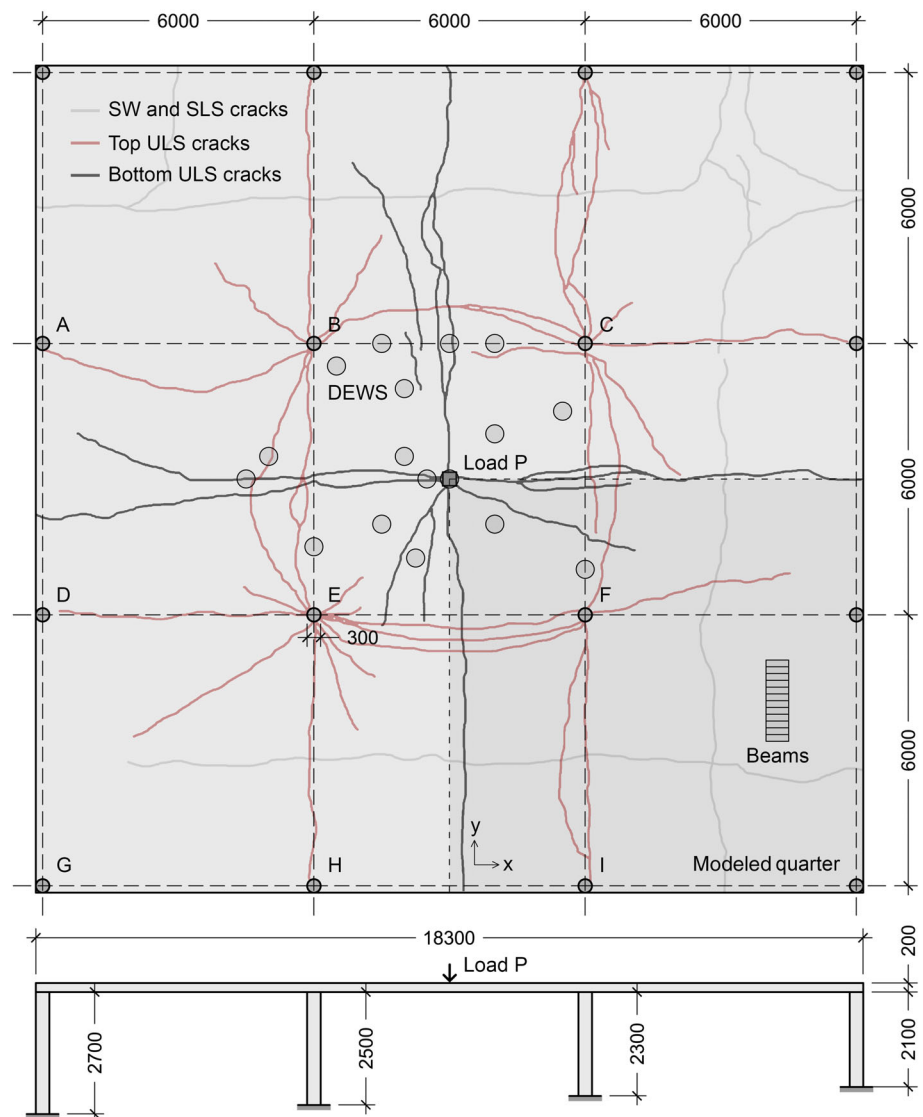 6000 6000 6000
SW and SLS cracks
Top ULS cracks
Bottom ULS cracks
6000
A B C
DEWS
Load P
6000
D E F
300
Beams
6000
y
x
G H I Modeled quarter
18300
Load P
200
2700 2500 2300 2100